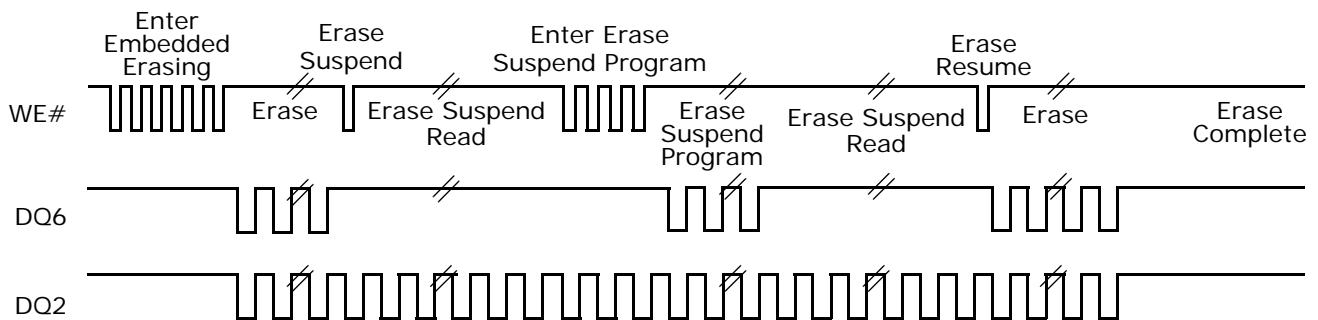 Enter
Embedded
Erasing
Erase
Suspend
Enter Erase
Suspend Program
Erase
Resume
WE#
Erase
Erase Suspend
Read
Erase
Suspend
Program
Erase Suspend
Read
Erase
Erase
Complete
DQ6
DQ2